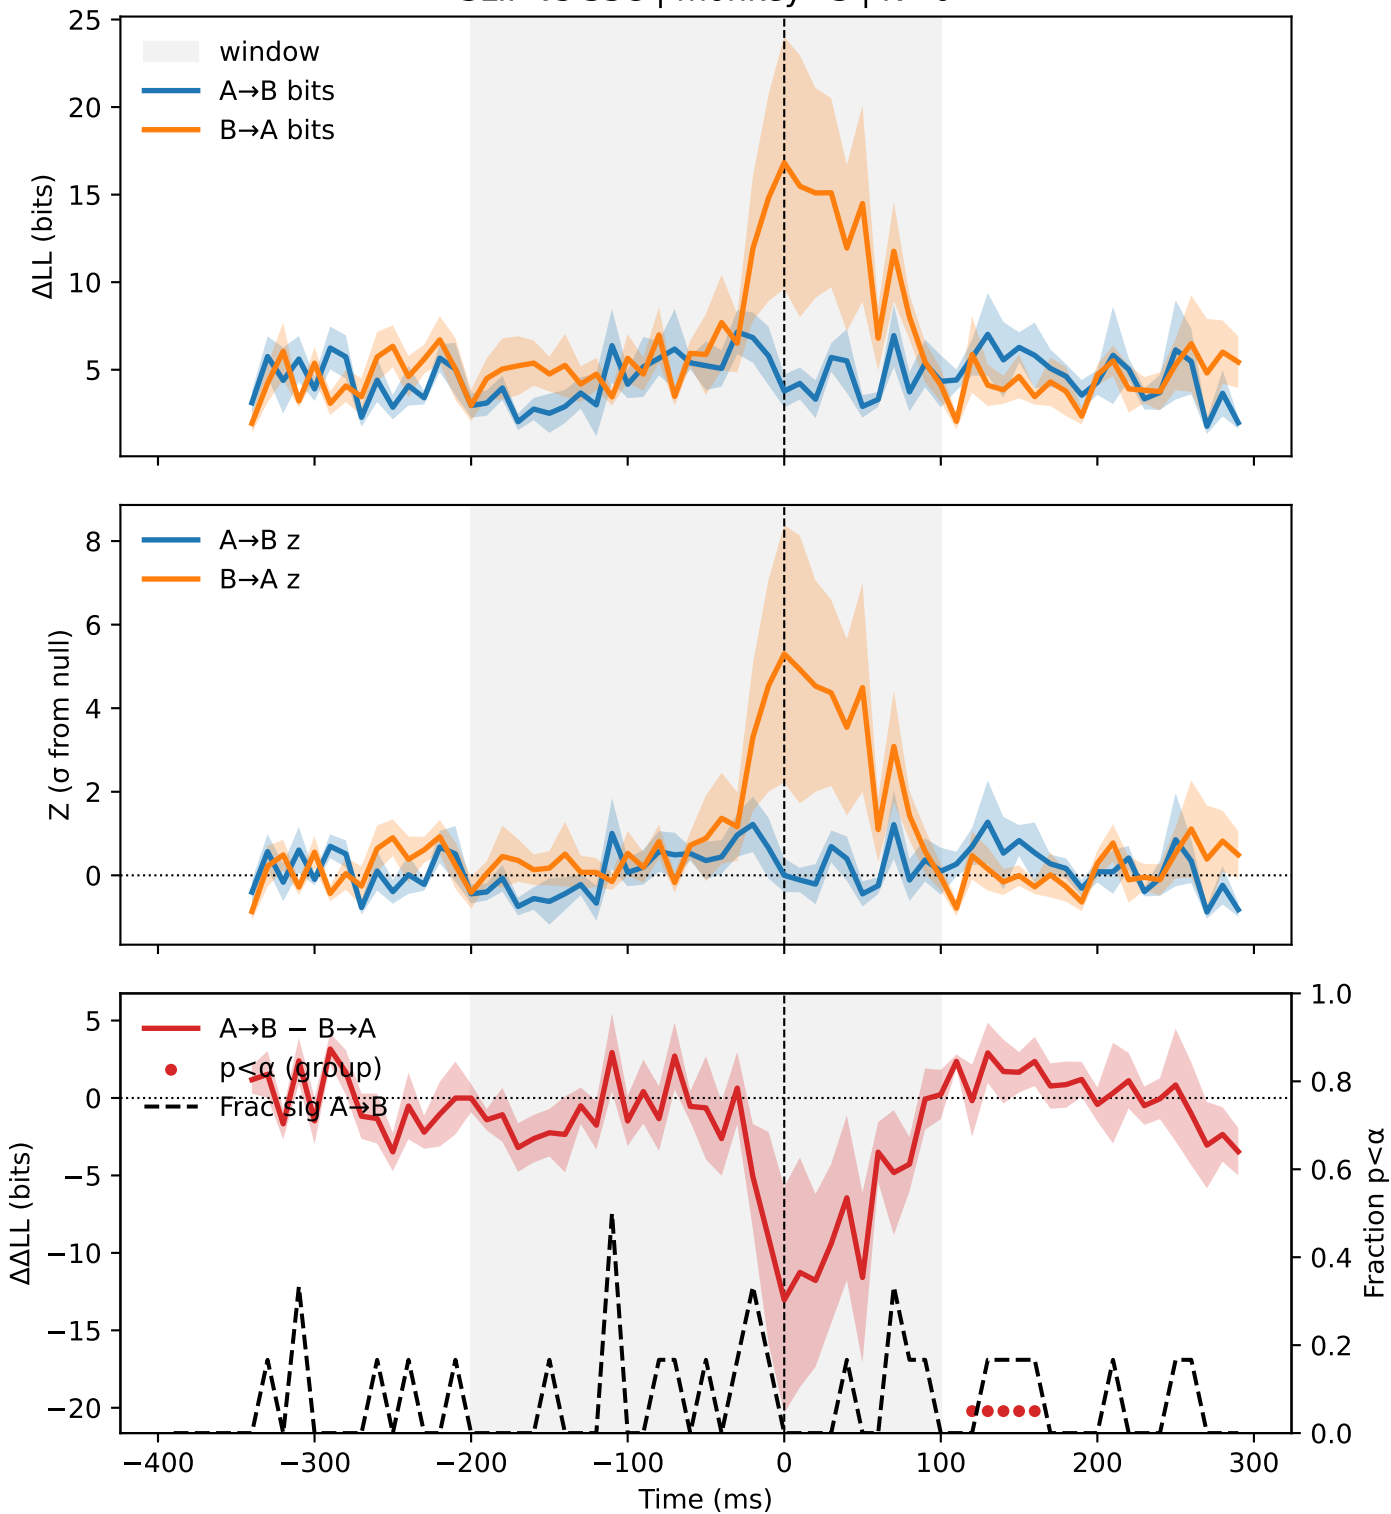 25
20
15
10
5
ΔLL (bits)
window
A→B bits
B→A bits
8
6
4
2
0
Z (σ from null)
A→B z
B→A z
5
0
−5
−10
−15
−20
ΔΔLL (bits)
A→B − B→A
p<α (group)
Frac sig A→B
1.0
0.8
0.6
0.4
0.2
0.0
Fraction p<α
−400 −300 −200 −100 0 100 200 300
Time (ms)